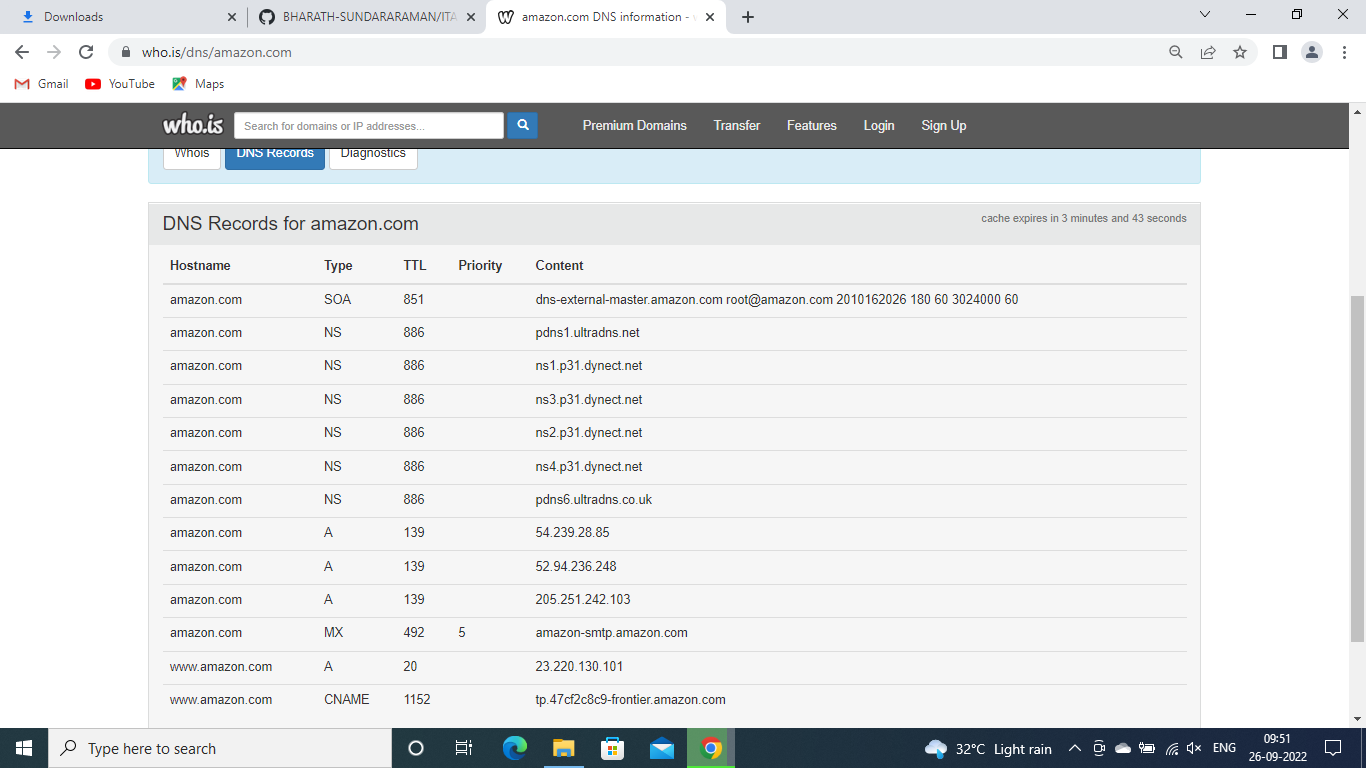 Downloads
BHARATH-SUNDARARAMAN/ITA
amazon.com DNS information -
who.is/dns/amazon.com
Gmail YouTube Maps
who.is Search for domains or IP addresses... Premium Domains Transfer Features Login Sign Up
Whois DNS Records Diagnostics
DNS Records for amazon.com cache expires in 3 minutes and 43 seconds
Hostname Type TTL Priority Content
amazon.com SOA 851 dns-external-master.amazon.com root@amazon.com 2010162026 180 60 3024000 60
amazon.com NS 886 pdns1.ultradns.net
amazon.com NS 886 ns1.p31.dynect.net
amazon.com NS 886 ns3.p31.dynect.net
amazon.com NS 886 ns2.p31.dynect.net
amazon.com NS 886 ns4.p31.dynect.net
amazon.com NS 886 pdns6.ultradns.co.uk
amazon.com A 139 54.239.28.85
amazon.com A 139 52.94.236.248
amazon.com A 139 205.251.242.103
amazon.com MX 492 5 amazon-smtp.amazon.com
www.amazon.com A 20 23.220.130.101
www.amazon.com CNAME 1152 tp.47cf2c8c9-frontier.amazon.com
Type here to search 32°C Light rain ENG 09:51
26-09-2022